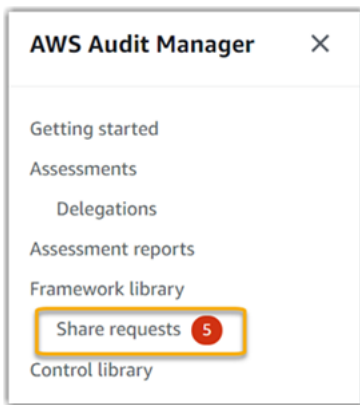 AWS Audit Manager
Getting started
Assessments
Delegations
Assessment reports
Framework library
Share requests 5
Control library